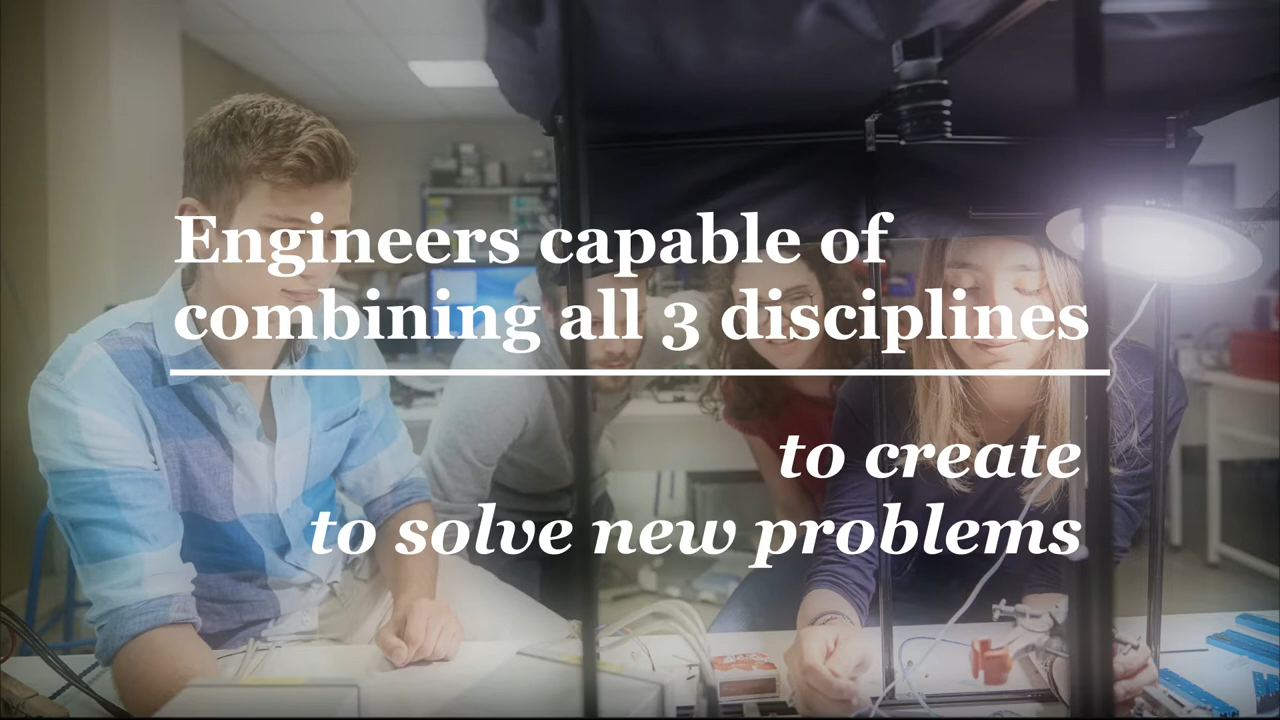 Engineers capable of
combining all 3 disciplines
to create
to solve new problems